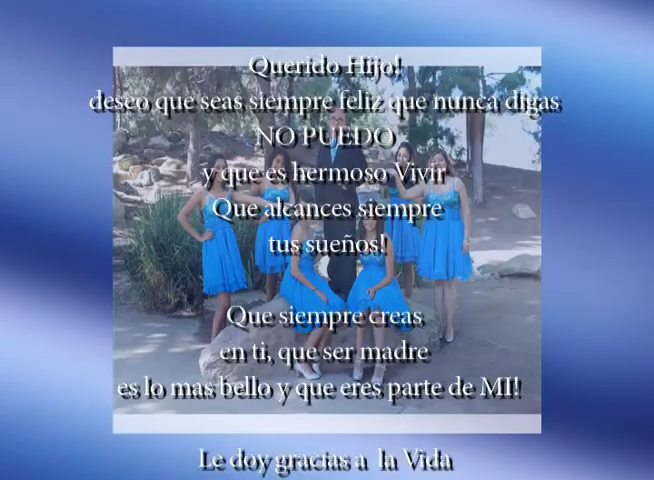 Querido Hijo!
deseo que seas siempre feliz que nunca digas
NO PUEDO
y que es hermoso Vivir
Que alcances siempre
tus sueños!
Que siempre creas
en ti, que ser madre
es lo mas bello y que eres parte de MI!
Le doy gracias a la Vida